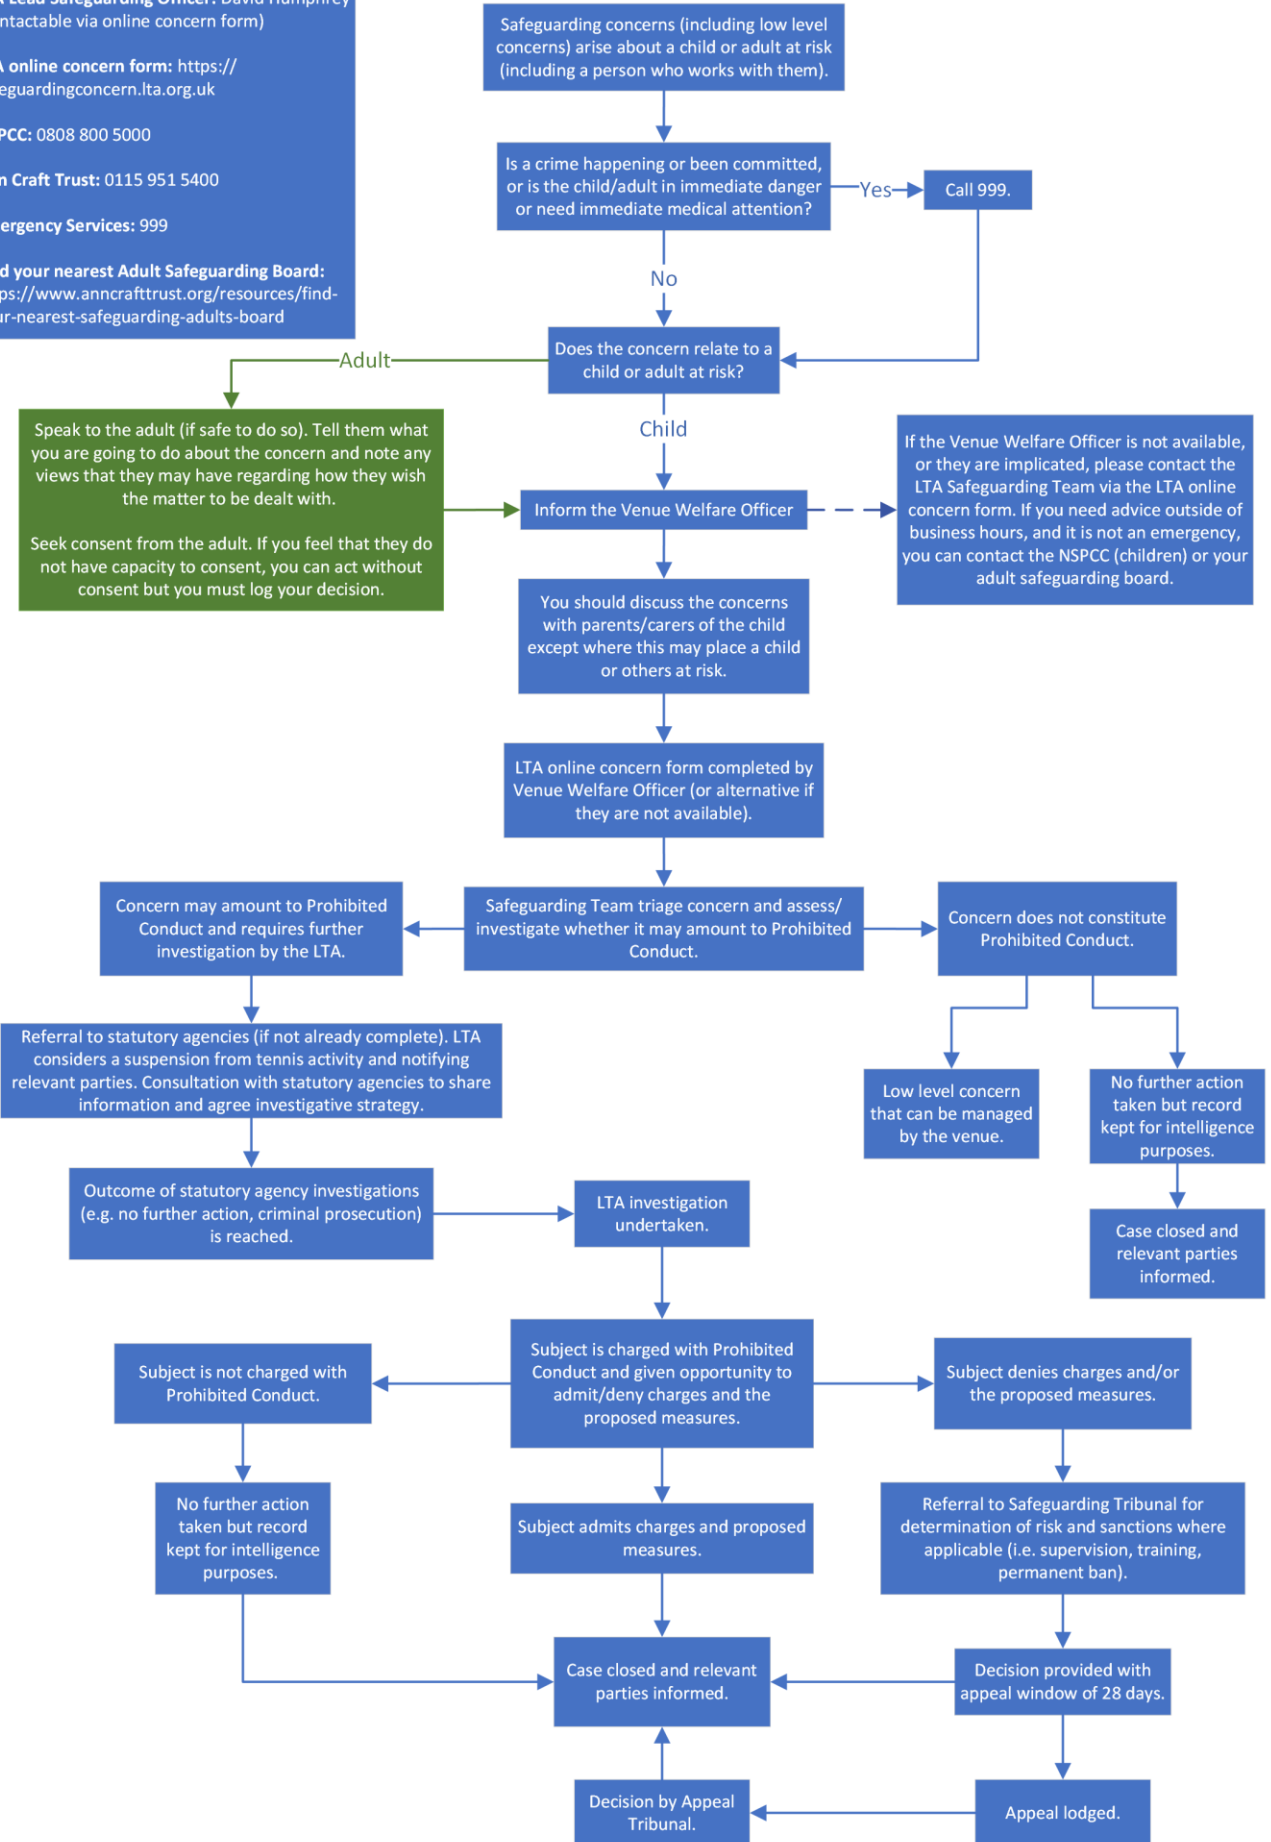 Lead Safeguarding Officer: David Humphrey
ntactable via online concern form)
online concern form: https://
eguardingconcern.lta.org.uk
PCC: 0808 800 5000
n Craft Trust: 0115 951 5400
ergency Services: 999
d your nearest Adult Safeguarding Board:
ps://www.anncrafttrust.org/resources/find-
ur-nearest-safeguarding-adults-board
Safeguarding concerns (including low level
concerns) arise about a child or adult at risk
(including a person who works with them).
Is a crime happening or been committed,
or is the child/adult in immediate danger
or need immediate medical attention?
Yes
Call 999.
No
Does the concern relate to a
child or adult at risk?
Adult
Child
Speak to the adult (if safe to do so). Tell them what
you are going to do about the concern and note any
views that they may have regarding how they wish
the matter to be dealt with.
Seek consent from the adult. If you feel that they do
not have capacity to consent, you can act without
consent but you must log your decision.
Inform the Venue Welfare Officer
If the Venue Welfare Officer is not available,
or they are implicated, please contact the
LTA Safeguarding Team via the LTA online
concern form. If you need advice outside of
business hours, and it is not an emergency,
you can contact the NSPCC (children) or your
adult safeguarding board.
You should discuss the concerns
with parents/carers of the child
except where this may place a child
or others at risk.
LTA online concern form completed by
Venue Welfare Officer (or alternative if
they are not available).
Concern may amount to Prohibited
Conduct and requires further
investigation by the LTA.
Safeguarding Team triage concern and assess/
investigate whether it may amount to Prohibited
Conduct.
Concern does not constitute
Prohibited Conduct.
Referral to statutory agencies (if not already complete). LTA
considers a suspension from tennis activity and notifying
relevant parties. Consultation with statutory agencies to share
information and agree investigative strategy.
Low level concern
that can be managed
by the venue.
No further action
taken but record
kept for intelligence
purposes.
Outcome of statutory agency investigations
(e.g. no further action, criminal prosecution)
is reached.
LTA investigation
undertaken.
Case closed and
relevant parties
informed.
Subject is not charged with
Prohibited Conduct.
Subject is charged with Prohibited
Conduct and given opportunity to
admit/deny charges and the
proposed measures.
Subject denies charges and/or
the proposed measures.
No further action
taken but record
kept for intelligence
purposes.
Subject admits charges and proposed
measures.
Referral to Safeguarding Tribunal for
determination of risk and sanctions where
applicable (i.e. supervision, training,
permanent ban).
Case closed and relevant
parties informed.
Decision provided with
appeal window of 28 days.
Decision by Appeal
Tribunal.
Appeal lodged.